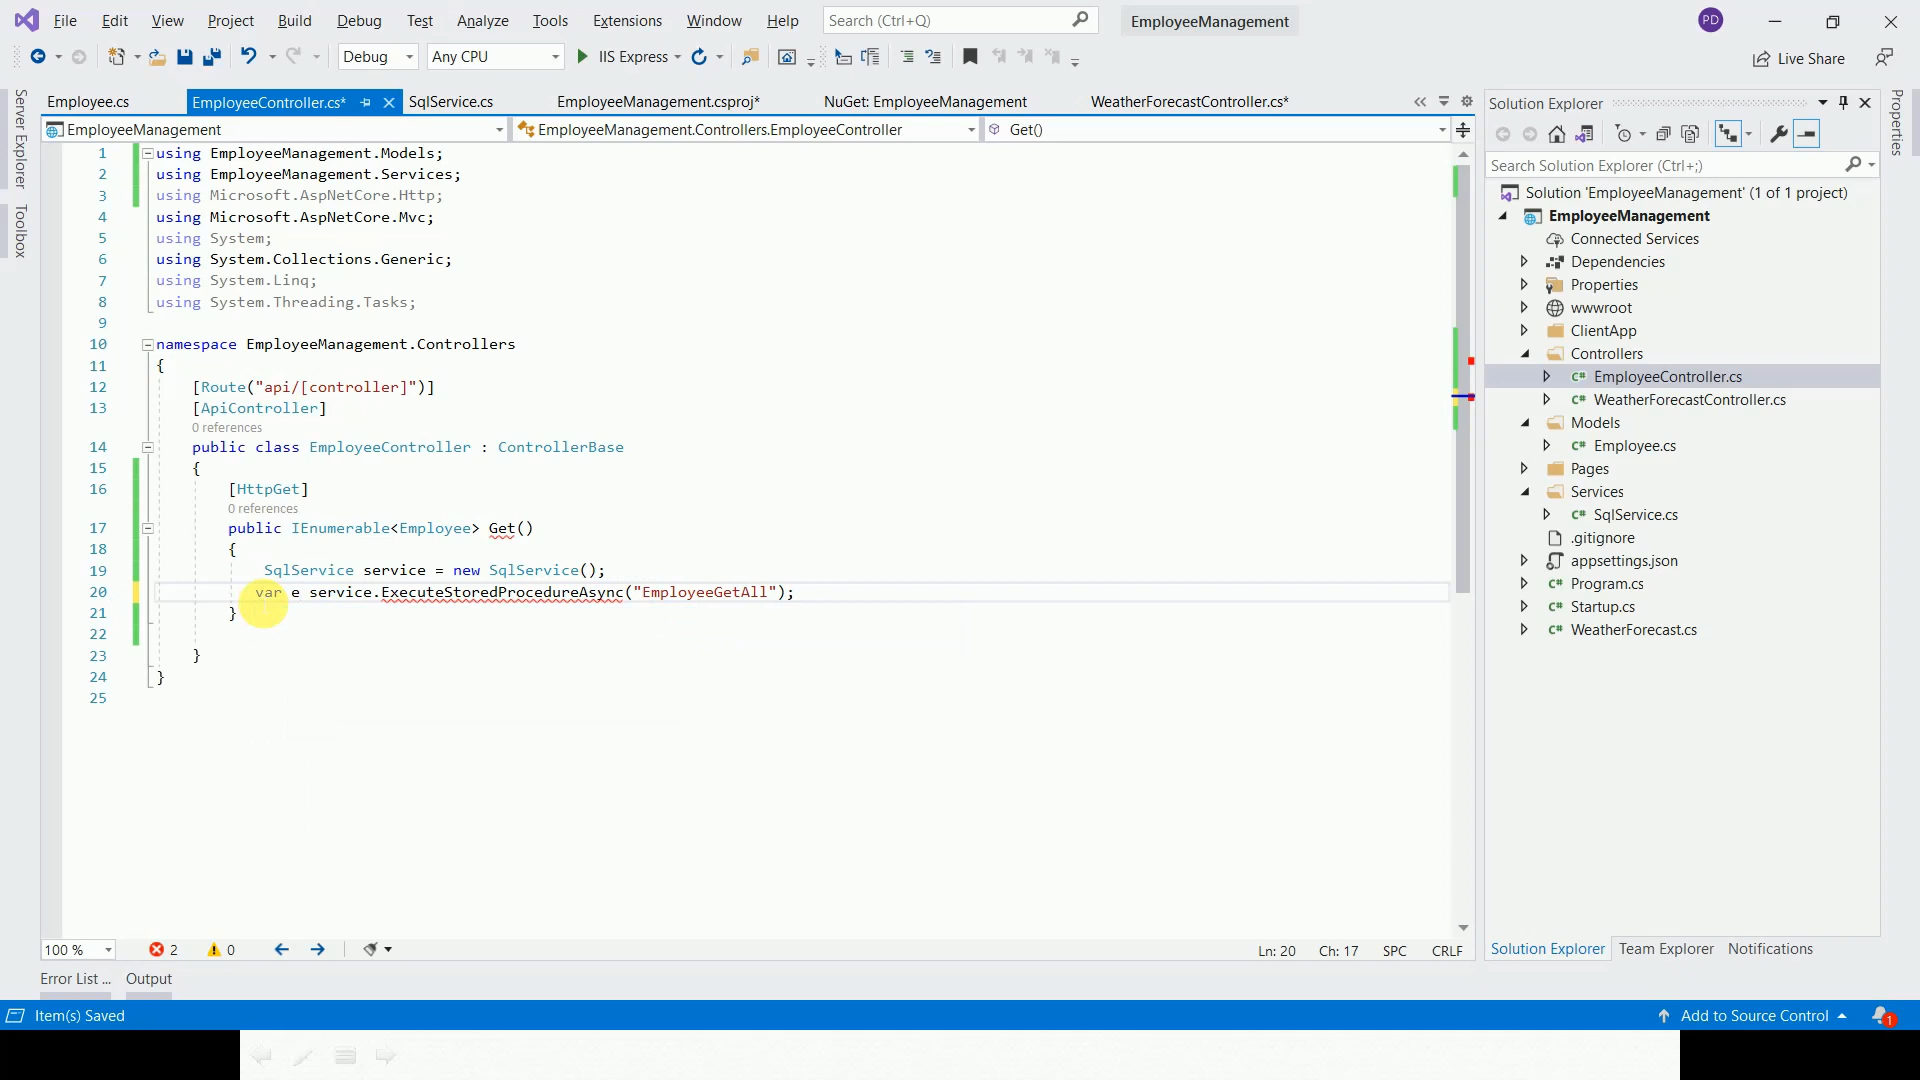 File Edit View Project Build Debug Test Analyze Tools Extensions Window Help Search (Ctrl+Q) EmployeeManagement PD
Debug Any CPU IIS Express Live Share
Server Explorer
Toolbox
Employee.cs EmployeeController.cs* SqlService.cs EmployeeManagement.csproj* NuGet: EmployeeManagement WeatherForecastController.cs*
EmployeeManagement EmployeeManagement.Controllers.EmployeeController Get()
1 using EmployeeManagement.Models;
2 using EmployeeManagement.Services;
3 using Microsoft.AspNetCore.Http;
4 using Microsoft.AspNetCore.Mvc;
5 using System;
6 using System.Collections.Generic;
7 using System.Linq;
8 using System.Threading.Tasks;
9
10 namespace EmployeeManagement.Controllers
11 {
12 [Route("api/[controller]")]
13 [ApiController]
0 references
14 public class EmployeeController : ControllerBase
15 {
16 [HttpGet]
0 references
17 public IEnumerable<Employee> Get()
18 {
19 SqlService service = new SqlService();
20 var e service.ExecuteStoredProcedureAsync("EmployeeGetAll");
21 }
22
23 }
24 }
25
100 % 2 0 Ln: 20 Ch: 17 SPC CRLF
Error List ... Output
Solution Explorer
Search Solution Explorer (Ctrl+;)
Solution 'EmployeeManagement' (1 of 1 project)
EmployeeManagement
Connected Services
Dependencies
Properties
wwwroot
ClientApp
Controllers
C# EmployeeController.cs
C# WeatherForecastController.cs
Models
C# Employee.cs
Pages
Services
C# SqlService.cs
.gitignore
appsettings.json
C# Program.cs
C# Startup.cs
C# WeatherForecast.cs
Solution Explorer Team Explorer Notifications
Properties
Item(s) Saved Add to Source Control 1